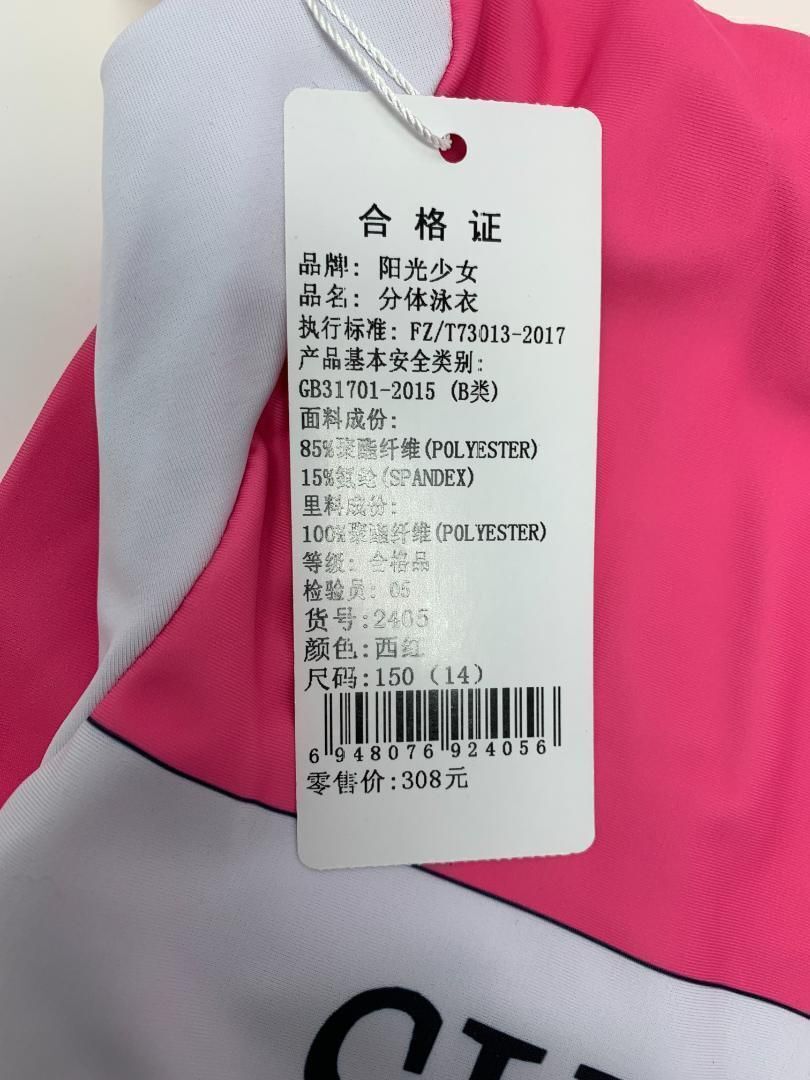 合格证
品牌: 阳光少女
品名: 分体泳衣
执行标准: FZ/T73013-2017
产品基本安全类别:
GB31701-2015 (B类)
面料成份:
85%聚酯纤维(POLYESTER)
15%氨纶(SPANDEX)
里料成份:
100%聚酯纤维(POLYESTER)
等级: 合格品
检验员: 05
货号:2405
颜色:西红
尺码:150 (14)
6 948076 924056
零售价:308元